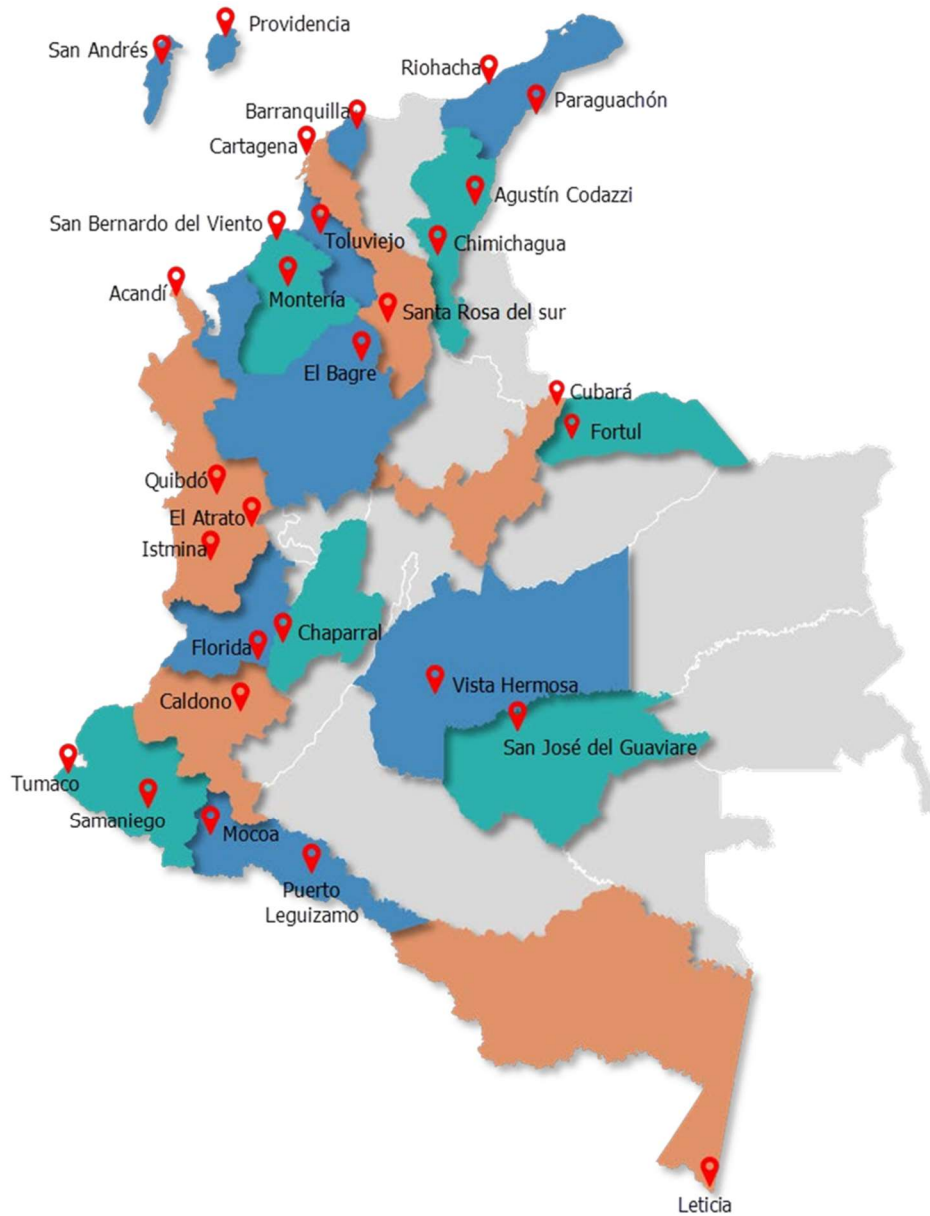 Providencia
San Andrés
Riohacha
Paraguachón
Barranquilla
Cartagena
Agustín Codazzi
San Bernardo del Viento
Toluviejo
Chimichagua
Acandí
Montería
Santa Rosa del sur
El Bagre
Cubará
Fortul
Quibdó
El Atrato
Istmina
Chaparral
Florida
Vista Hermosa
Caldono
San José del Guaviare
Tumaco
Samaniego
Mocoa
Puerto
Leguizamo
Leticia